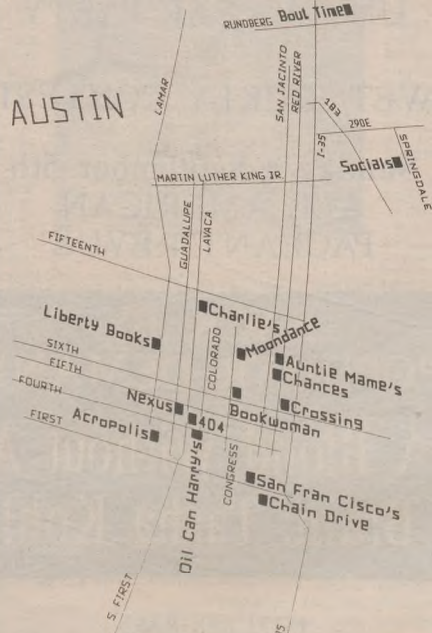 RUNDBERG Bout Time
AUSTIN
LAMAR
SAN JACINTO
RED RIVER
I-35
183
290E
SPRINGDALE
Socials
MARTIN LUTHER KING JR
GUADALUPE
LAVACA
FIFTEENTH
Charlie's
COLORADO
Moondance
Liberty Books
SIXTH
FIFTH
FOURTH
FIRST
Auntie Mame's
Chances
Nexus
404
Bookwoman
Crossing
Acropolis
Oil Can Harry's
CONGRESS
San Fran Cisco's
Chain Drive
S FIRST